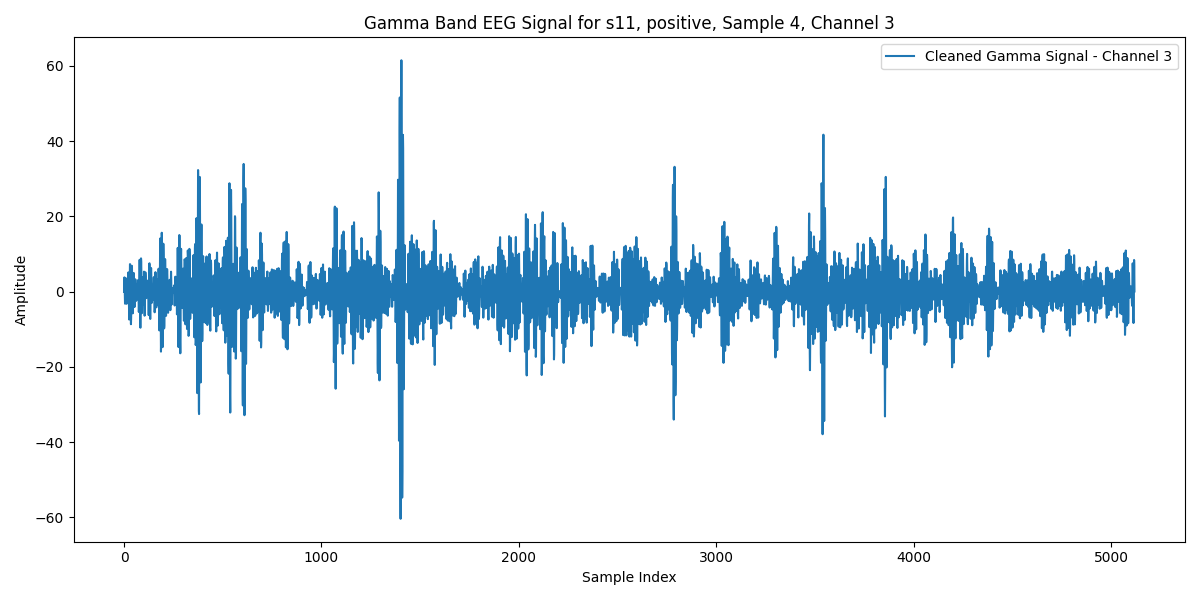 Gamma Band EEG Signal for s11, positive, Sample 4, Channel 3
Cleaned Gamma Signal - Channel 3
60
40
20
0
−20
−40
−60
Amplitude
0 1000 2000 3000 4000 5000
Sample Index